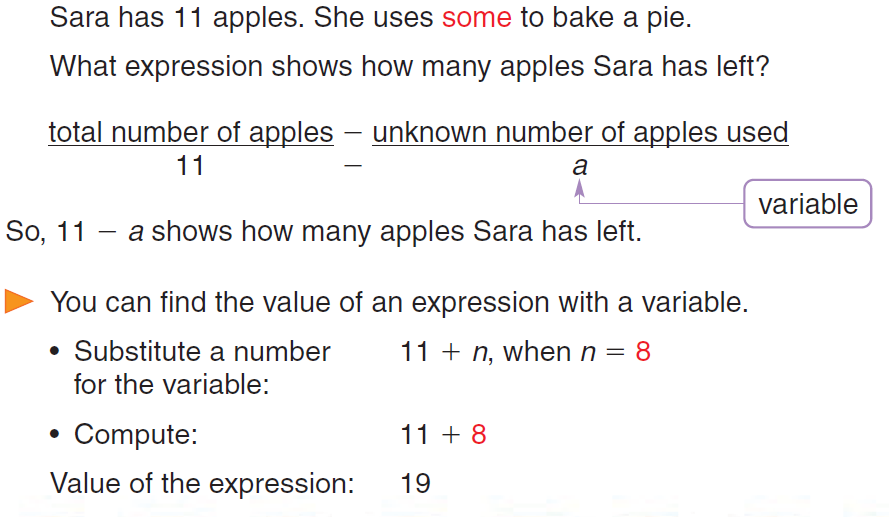 Sara has 11 apples. She uses some to bake a pie.
What expression shows how many apples Sara has left?
total number of apples − unknown number of apples used
11 − a
variable
So, 11 − a shows how many apples Sara has left.
You can find the value of an expression with a variable.
• Substitute a number 11 + n, when n = 8
for the variable:
• Compute: 11 + 8
Value of the expression: 19